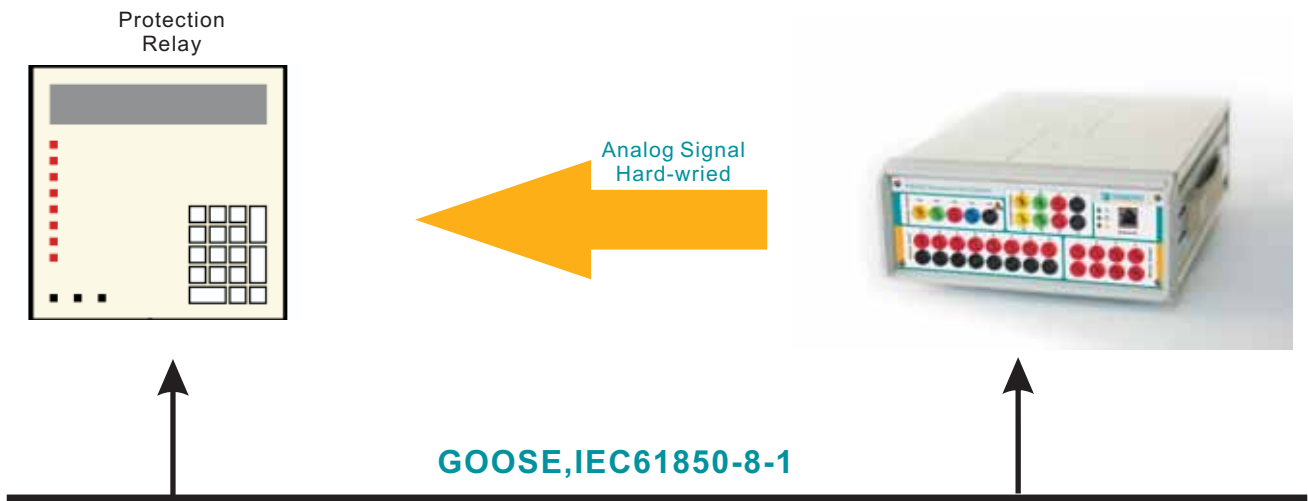 Protection
Relay
Analog Signal
Hard-wried
GOOSE,IEC61850-8-1